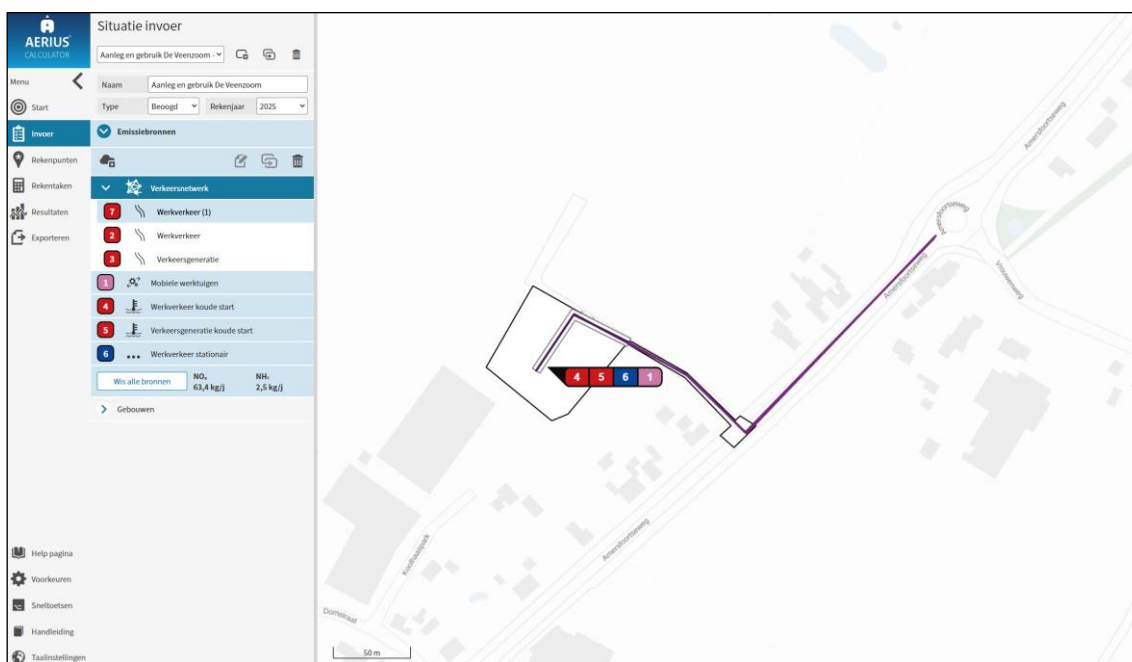 AERIUS
CALCULATOR
Menu
Start
Invoer
Rekenpunten
Rekentaken
Resultaten
Exporteren
Help pagina
Voorkeuren
Sneltoetsen
Handleiding
Taalinstellingen
Situatie invoer
Aanleg en gebruik De Veenzoom -
Naam Aanleg en gebruik De Veenzoom
Type Beoogd Rekenjaar 2025
Emissiebronnen
Verkeersnetwerk
7 Werkverkeer (1)
2 Werkverkeer
3 Verkeersgeneratie
1 Mobiele werktuigen
4 Werkverkeer koude start
5 Verkeersgeneratie koude start
6 Werkverkeer stationair
Wis alle bronnen NOₓ NH₃
63,4 kg/j 2,5 kg/j
Gebouwen
Amersfoortseweg
Amersfoortseweg
Amersfoortseweg
Vrouwenweg
4 5 6 1
Amersfoortseweg
Koolhaaspark
Domstraat
50 m